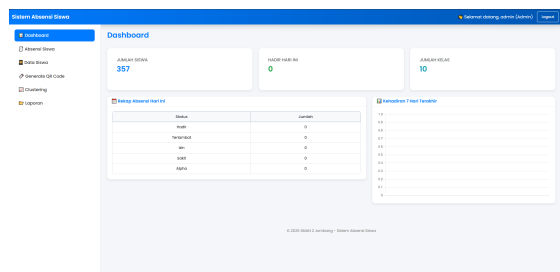 Sistem Absensi Siswa
Selamat datang, admin (Admin)
Logout
Dashboard
Absensi Siswa
Data Siswa
Generate QR Code
Clustering
Laporan
Dashboard
JUMLAH SISWA
357
HADIR HARI INI
0
JUMLAH KELAS
10
Rekap Absensi Hari Ini
Status Jumlah
Hadir 0
Terlambat 0
Izin 0
Sakit 0
Alpha 0
Kehadiran 7 Hari Terakhir
1.0
0.9
0.8
0.7
0.6
0.5
0.4
0.3
0.2
0.1
0